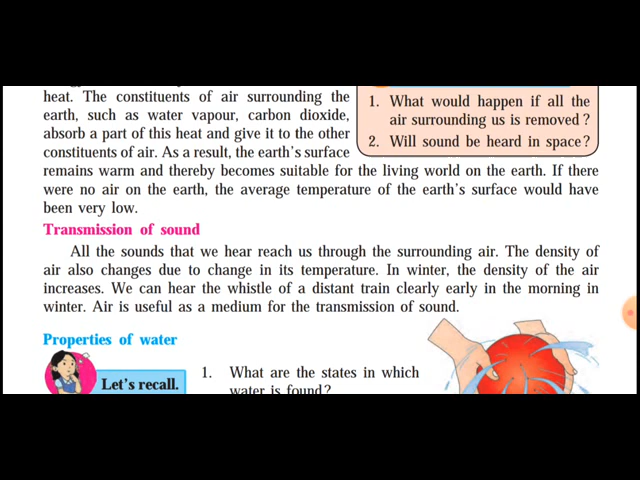 heat. The constituents of air surrounding the
earth, such as water vapour, carbon dioxide,
absorb a part of this heat and give it to the other
constituents of air. As a result, the earth's surface
remains warm and thereby becomes suitable for the living world on the earth. If there
were no air on the earth, the average temperature of the earth's surface would have
been very low.
1. What would happen if all the
air surrounding us is removed?
2. Will sound be heard in space?
Transmission of sound
All the sounds that we hear reach us through the surrounding air. The density of
air also changes due to change in its temperature. In winter, the density of the air
increases. We can hear the whistle of a distant train clearly early in the morning in
winter. Air is useful as a medium for the transmission of sound.
Properties of water
Let's recall.
1. What are the states in which
water is found?